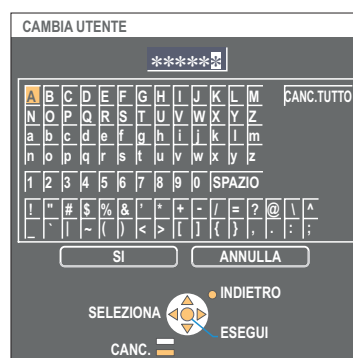 CAMBIA UTENTE
******
A B C D E F G H I J K L M CANC.TUTTO
N O P Q R S T U V W X Y Z
a b c d e f g h i j k l m
n o p q r s t u v w x y z
1 2 3 4 5 6 7 8 9 0 SPAZIO
! " # $ % & ' * + - / = ? @ \ ^
_ ` | ~ ( ) < > [ ] { } , . : ;
SI ANNULLA
INDIETRO
SELEZIONA
ESEGUI
CANC.